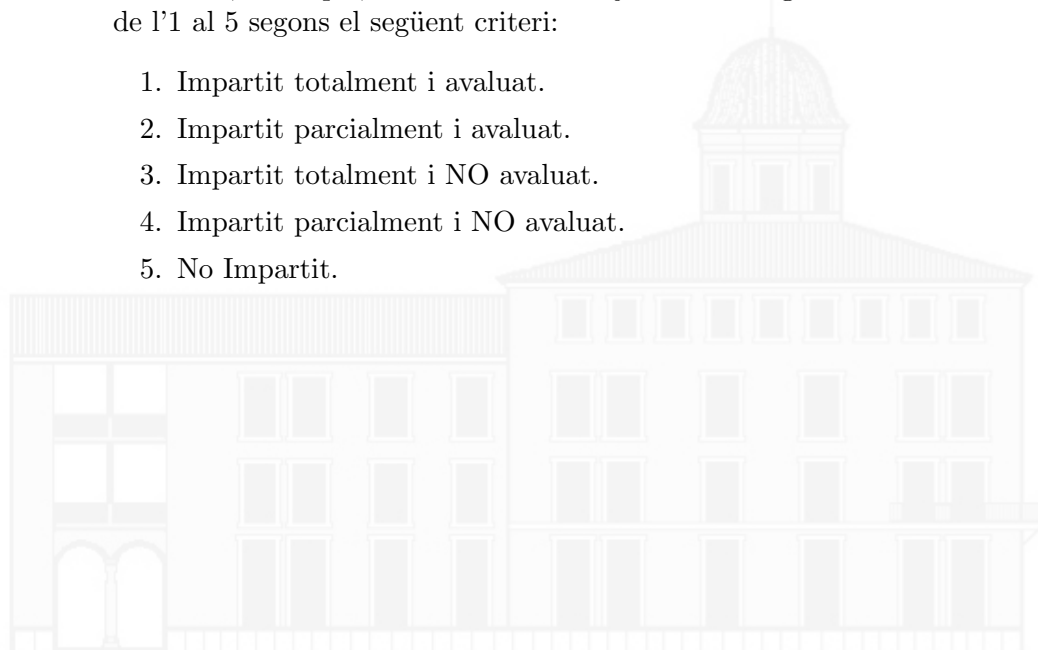 de l’1 al 5 segons el següent criteri:
1. Impartit totalment i avaluat.
2. Impartit parcialment i avaluat.
3. Impartit totalment i NO avaluat.
4. Impartit parcialment i NO avaluat.
5. No Impartit.